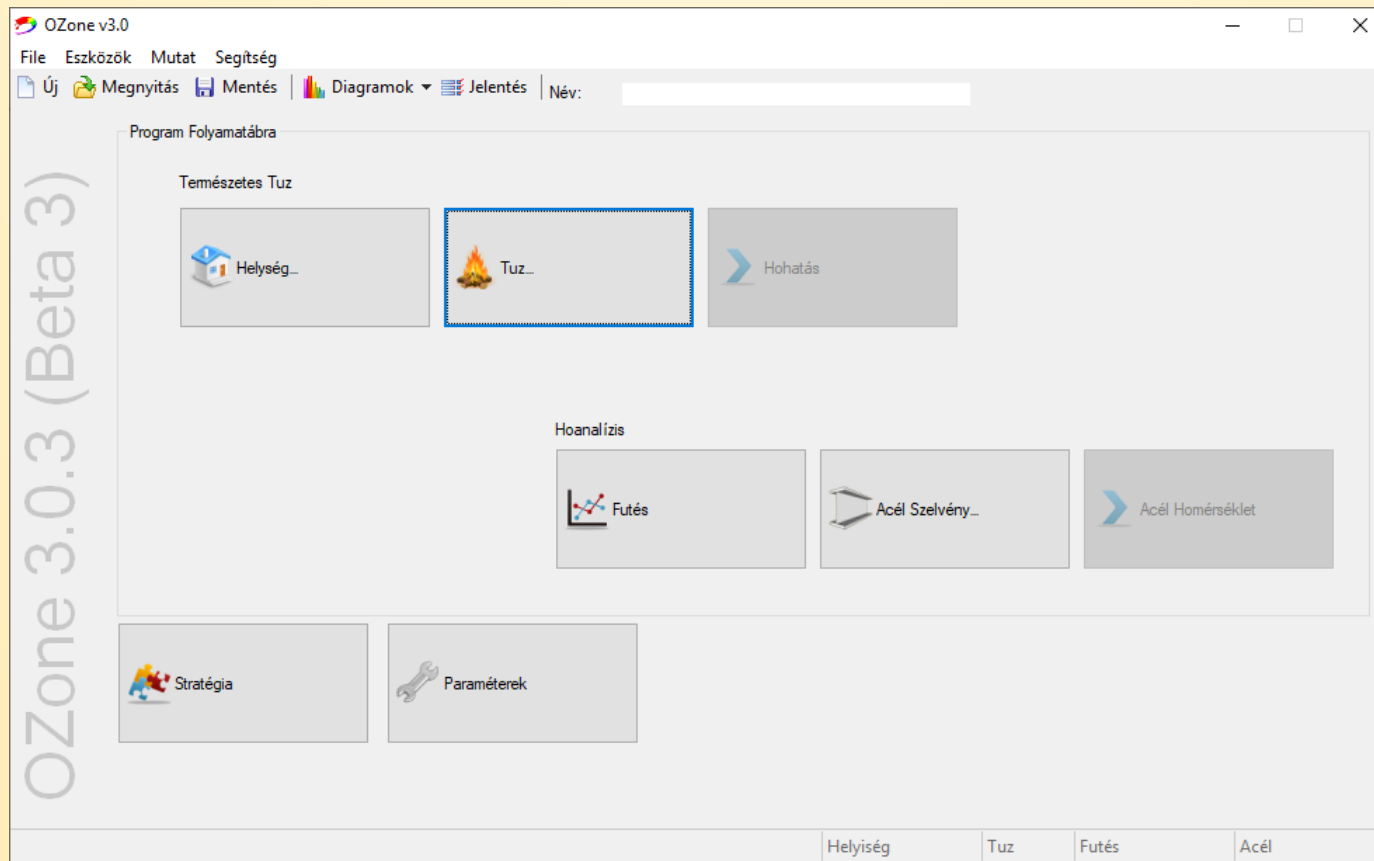 OZone v3.0
File Eszközök Mutat Segítség
Új Megnyitás Mentés Diagramok Jelentés Név:
Program Folyamatábra
Természetes Tuz
Helység...
Tuz...
Hohatás
Hoanalízis
Futés
Acél Szelvény...
Acél Homérséklet
Stratégia
Paraméterek
OZone 3.0.3 (Beta 3)
Helyiség Tuz Futés Acél